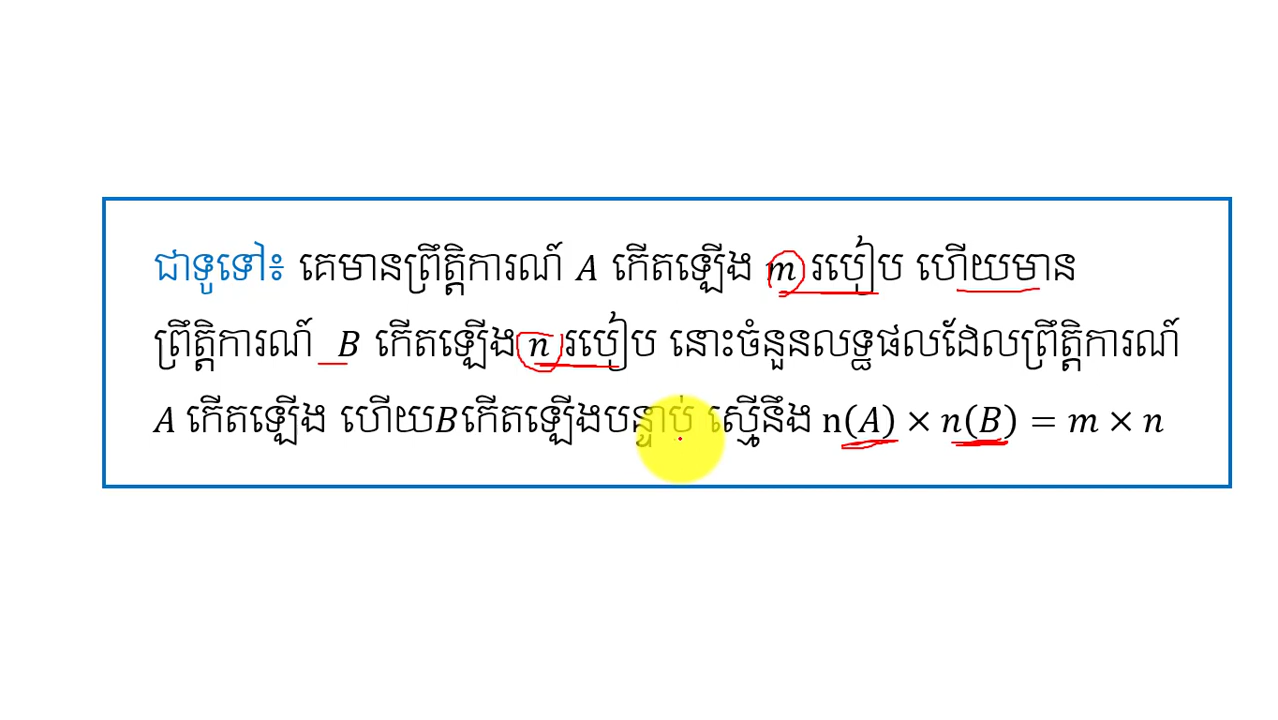 ជាទូទៅ៖ គេមានព្រឹត្តិការណ៍ A កើតឡើង m របៀប ហើយមាន
ព្រឹត្តិការណ៍ B កើតឡើង n របៀប នោះចំនួនលទ្ធផលដែលព្រឹត្តិការណ៍
A កើតឡើង ហើយBកើតឡើងបន្ទាប់ ស្មើនឹង n(A) × n(B) = m × n